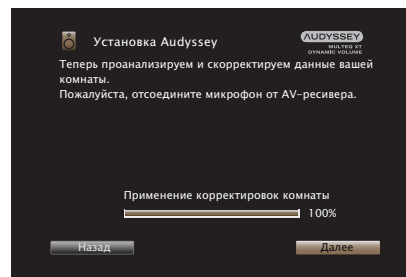 Установка Audyssey
AUDYSSEY
MULTEQ XT
DYNAMIC VOLUME
Теперь проанализируем и скорректируем данные вашей
комнаты.
Пожалуйста, отсоедините микрофон от AV-ресивера.
Применение корректировок комнаты
100%
Назад
Далее